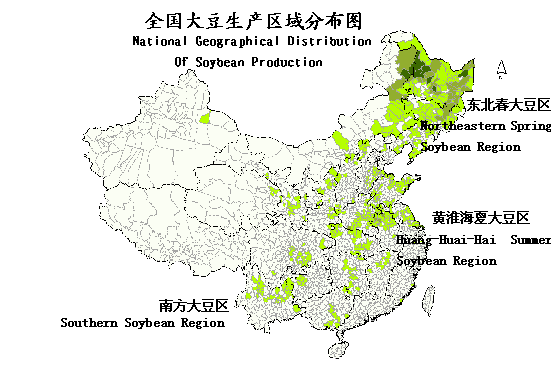 全国大豆生产区域分布图
National Geographical Distribution
Of Soybean Production
东北春大豆区
Northeastern Spring
Soybean Region
黄淮海夏大豆区
Huang-Huai-Hai Summer
Soybean Region
南方大豆区
Southern Soybean Region